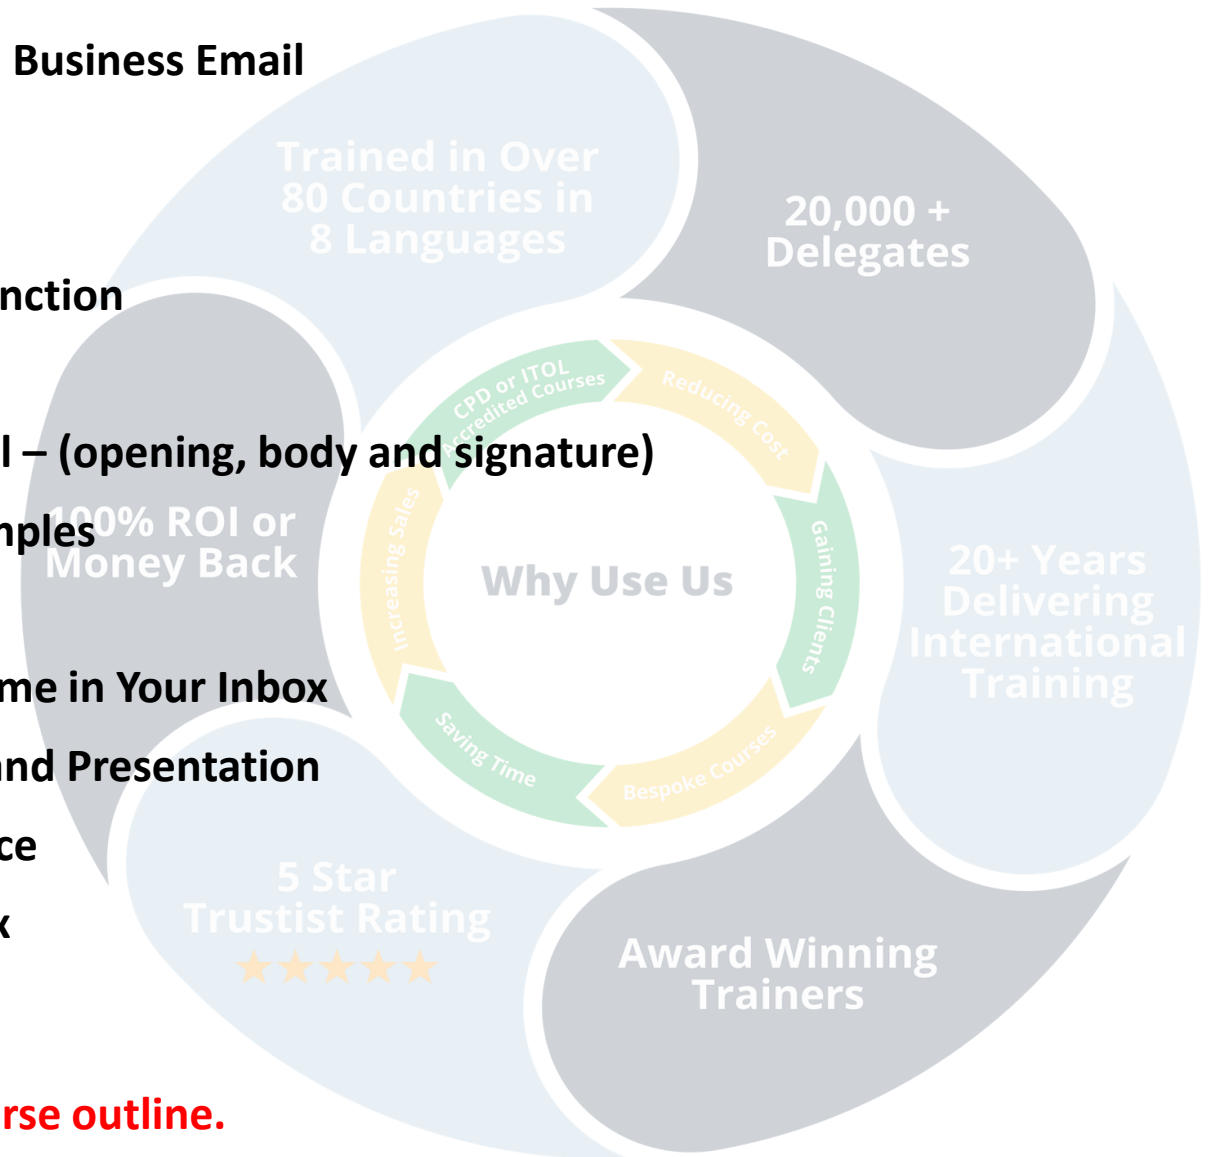 Business Email
Trained in Over
80 Countries in
8 Languages
20,000 +
Delegates
nction
CPD or ITOL
Accredited Courses
Reducing Cost
l – (opening, body and signature)
100% ROI or
Money Back
nples
Increasing Sales
Why Use Us
Gaining Clients
20+ Years
Delivering
International
Training
me in Your Inbox
Saving Time
Bespoke Courses
and Presentation
ce
5 Star
Trustist Rating
x
Award Winning
Trainers
rse outline.